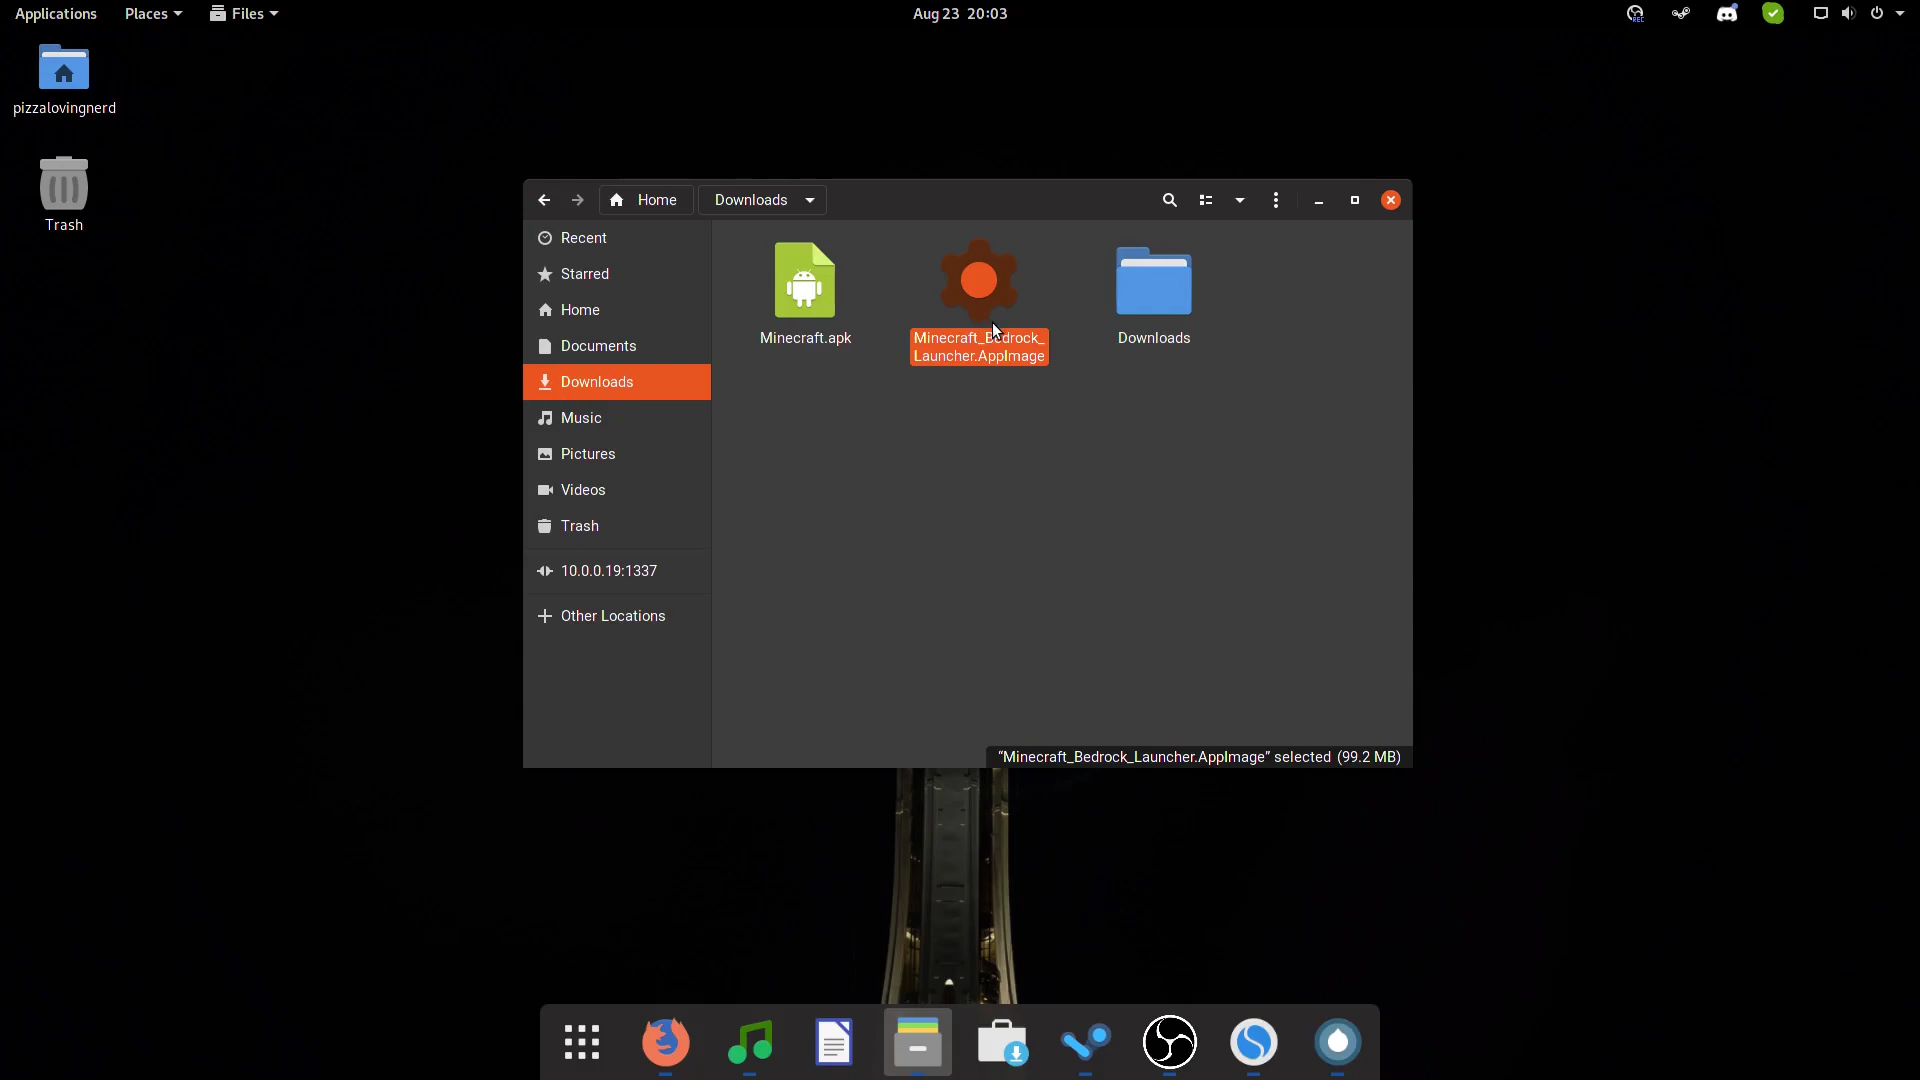 Applications Places Files Aug 23 20:03
REC
pizzalovingnerd
Trash
Home Downloads
Recent
Starred
Home
Documents
Downloads
Music
Pictures
Videos
Trash
10.0.0.19:1337
Other Locations
Minecraft.apk
Minecraft_Bedrock_
Launcher.AppImage
Downloads
“Minecraft_Bedrock_Launcher.AppImage” selected (99.2 MB)